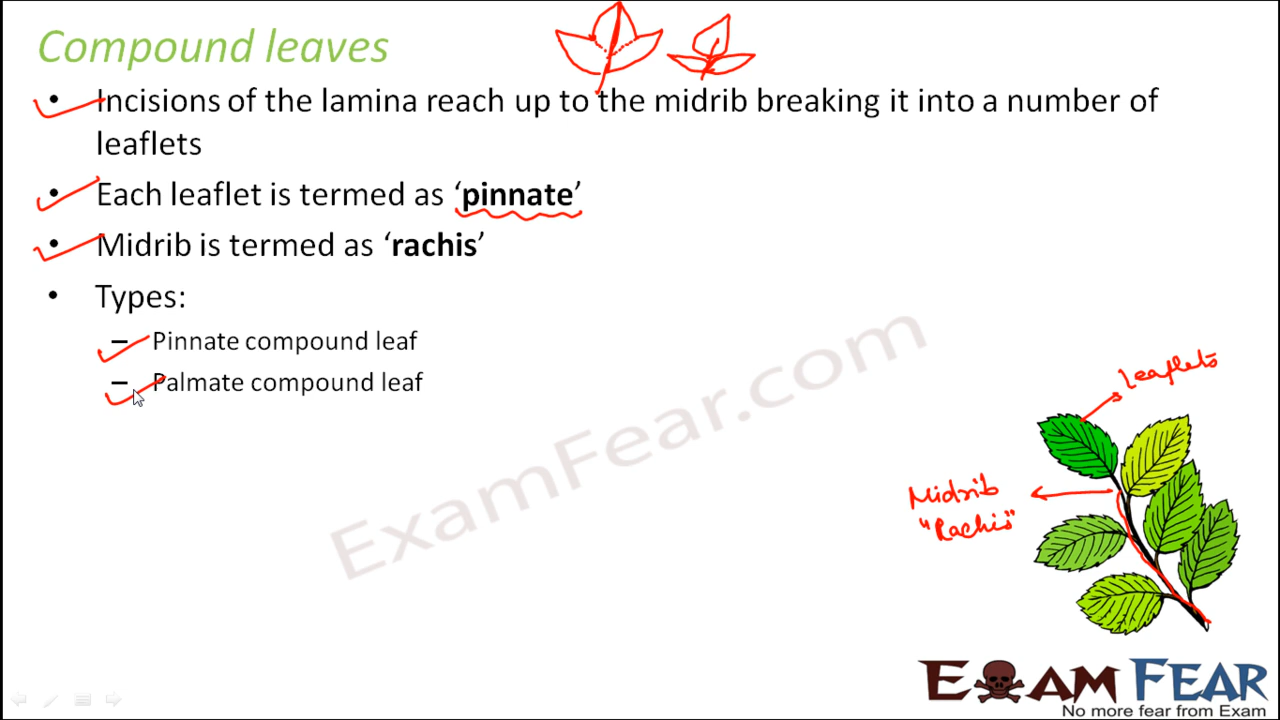 Compound leaves
• Incisions of the lamina reach up to the midrib breaking it into a number of
leaflets
• Each leaflet is termed as ‘pinnate’
• Midrib is termed as ‘rachis’
• Types:
– Pinnate compound leaf
– Palmate compound leaf
ExamFear.com
Leaflets
Midrib
"Rachis"
EXAM FEAR
No more fear from Exam